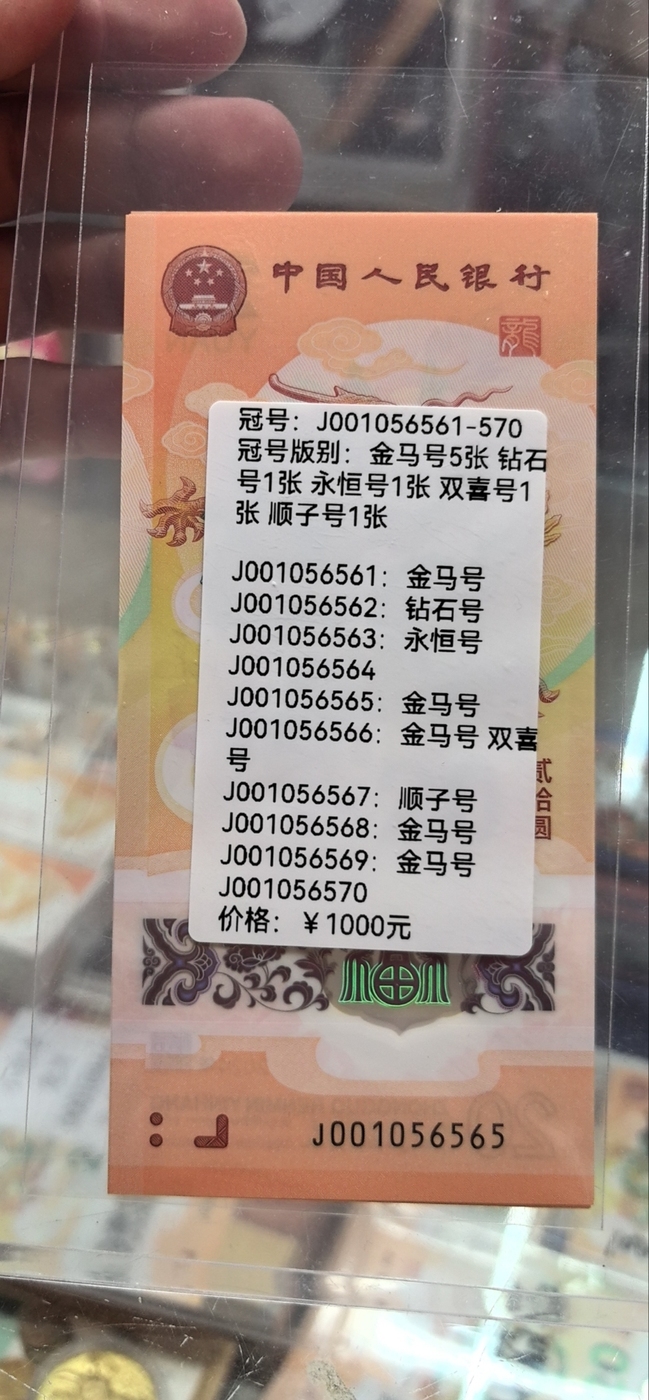 中国人民银行
龍
冠号：J001056561-570
冠号版别：金马号5张 钻石
号1张 永恒号1张 双喜号1
张 顺子号1张
J001056561：金马号
J001056562：钻石号
J001056563：永恒号
J001056564
J001056565：金马号
J001056566：金马号 双喜
号
J001056567：顺子号
J001056568：金马号
J001056569：金马号
J001056570
价格：￥1000元
贰拾圆
J001056565